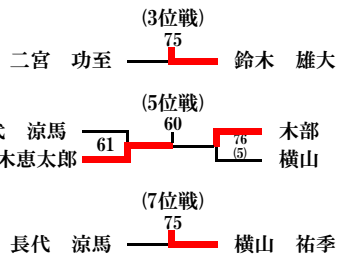 (3位戦)
75
二宮 功至 鈴木 雄大
(5位戦)
60
代 涼馬 61 76 木部
木恵太郎 (5) 横山
(7位戦)
75
長代 涼馬 横山 祐季